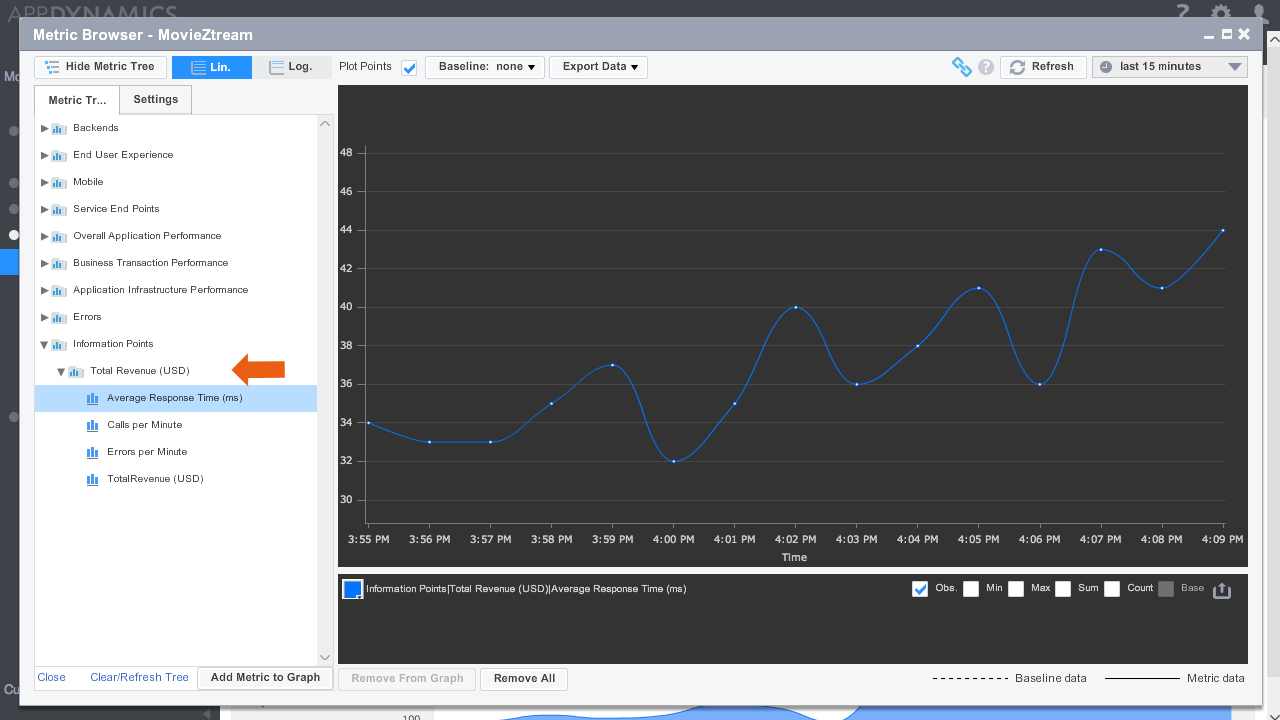 APPDYNAMICS
?
Metric Browser - MovieZtream
Mo
Hide Metric Tree
Lin.
Log.
Plot Points
Baseline: none
Export Data
?
Refresh
last 15 minutes
Metric Tr...
Settings
Backends
End User Experience
Mobile
Service End Points
Overall Application Performance
Business Transaction Performance
Application Infrastructure Performance
Errors
Information Points
Total Revenue (USD)
Average Response Time (ms)
Calls per Minute
Errors per Minute
TotalRevenue (USD)
Close
Clear/Refresh Tree
Add Metric to Graph
48
46
44
42
40
38
36
34
32
30
3:55 PM 3:56 PM 3:57 PM 3:58 PM 3:59 PM 4:00 PM 4:01 PM 4:02 PM 4:03 PM 4:04 PM 4:05 PM 4:06 PM 4:07 PM 4:08 PM 4:09 PM
Time
Information Points|Total Revenue (USD)|Average Response Time (ms)
Obs. Min Max Sum Count Base
Remove From Graph
Remove All
Baseline data
Metric data
Cu
100